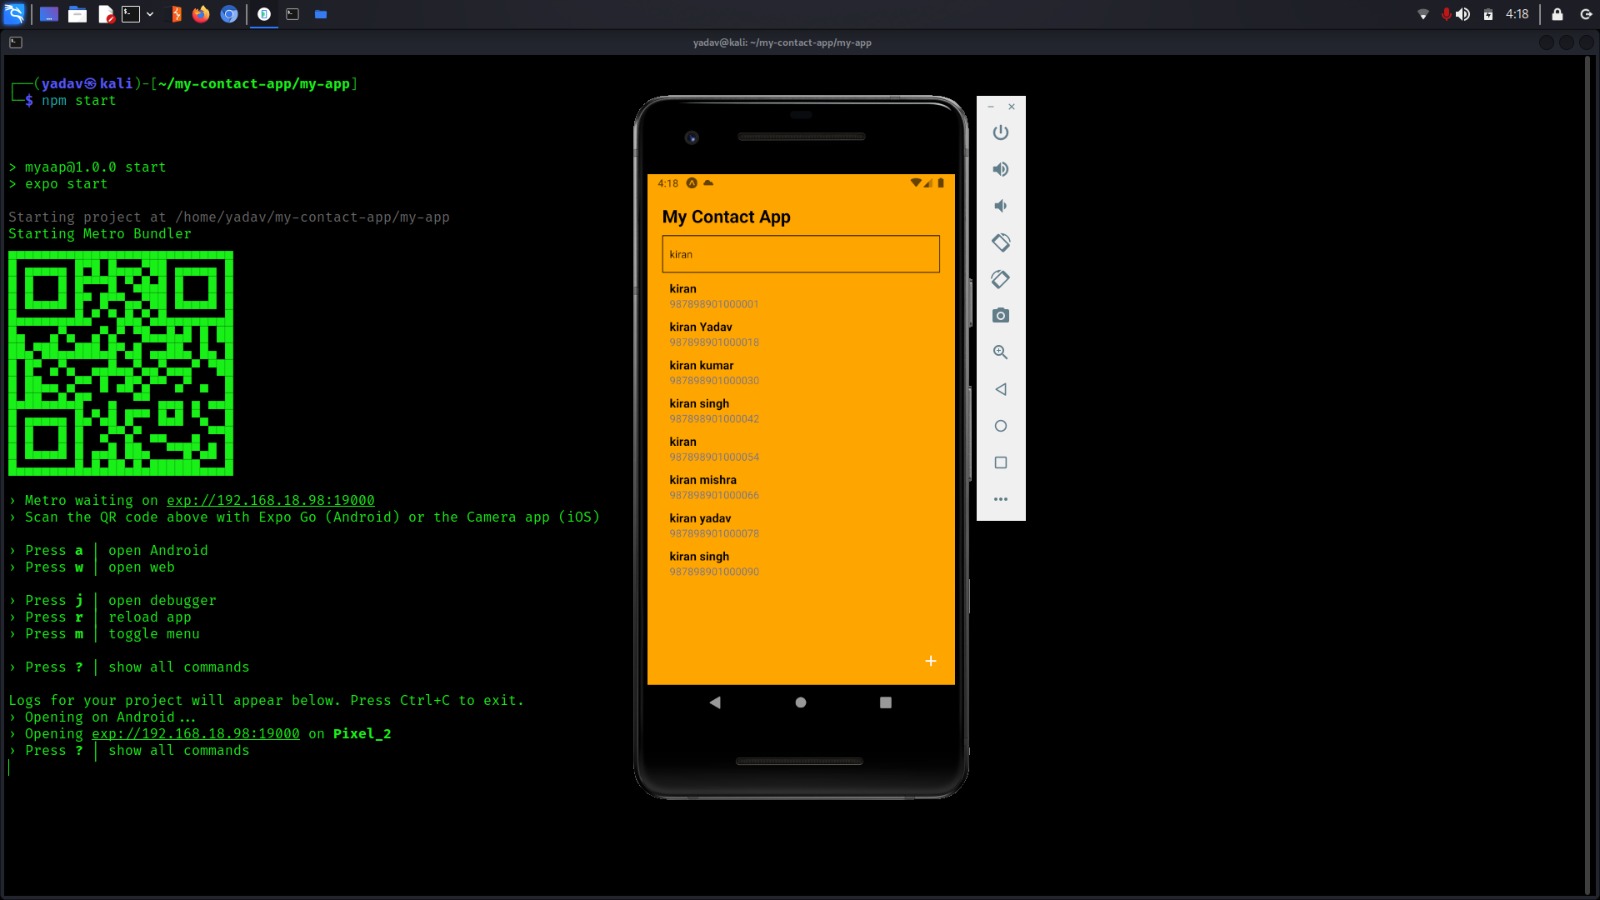 4:18
yadav@kali: ~/my-contact-app/my-app
┌──(yadav㉿kali)-[~/my-contact-app/my-app]
└─$ npm start
> myaap@1.0.0 start
> expo start
Starting project at /home/yadav/my-contact-app/my-app
Starting Metro Bundler
› Metro waiting on exp://192.168.18.98:19000
› Scan the QR code above with Expo Go (Android) or the Camera app (iOS)
› Press a │ open Android
› Press w │ open web
› Press j │ open debugger
› Press r │ reload app
› Press m │ toggle menu
› Press ? │ show all commands
Logs for your project will appear below. Press Ctrl+C to exit.
› Opening on Android...
› Opening exp://192.168.18.98:19000 on Pixel_2
› Press ? │ show all commands
4:18
My Contact App
kiran
kiran
987898901000001
kiran Yadav
987898901000018
kiran kumar
987898901000030
kiran singh
987898901000042
kiran
987898901000054
kiran mishra
987898901000066
kiran yadav
987898901000078
kiran singh
987898901000090
+